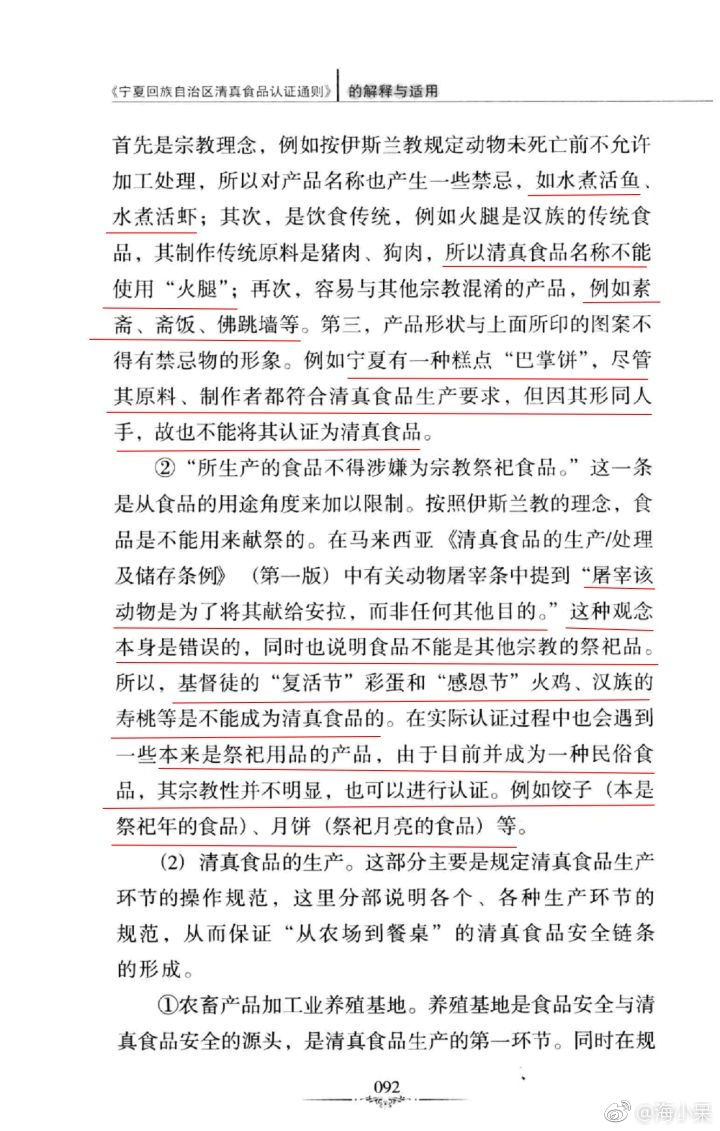 《宁夏回族自治区清真食品认证通则》 的解释与适用
首先是宗教理念，例如按伊斯兰教规定动物未死亡前不允许
加工处理，所以对产品名称也产生一些禁忌，如水煮活鱼、
水煮活虾；其次，是饮食传统，例如火腿是汉族的传统食
品，其制作传统原料是猪肉、狗肉，所以清真食品名称不能
使用“火腿”；再次，容易与其他宗教混淆的产品，例如素
斋、斋饭、佛跳墙等。第三，产品形状与上面所印的图案不
得有禁忌物的形象。例如宁夏有一种糕点“巴掌饼”，尽管
其原料、制作者都符合清真食品生产要求，但因其形同人
手，故也不能将其认证为清真食品。
②“所生产的食品不得涉嫌为宗教祭祀食品。”这一条
是从食品的用途角度来加以限制。按照伊斯兰教的理念，食
品是不能用来献祭的。在马来西亚《清真食品的生产/处理
及储存条例》（第一版）中有关动物屠宰条中提到“屠宰该
动物是为了将其献给安拉，而非任何其他目的。”这种观念
本身是错误的，同时也说明食品不能是其他宗教的祭祀品。
所以，基督徒的“复活节”彩蛋和“感恩节”火鸡、汉族的
寿桃等是不能成为清真食品的。在实际认证过程中也会遇到
一些本来是祭祀用品的产品，由于目前并成为一种民俗食
品，其宗教性并不明显，也可以进行认证。例如饺子（本是
祭祀年的食品）、月饼（祭祀月亮的食品）等。
（2）清真食品的生产。这部分主要是规定清真食品生产
环节的操作规范，这里分部说明各个、各种生产环节的
规范，从而保证“从农场到餐桌”的清真食品安全链条
的形成。
①农畜产品加工业养殖基地。养殖基地是食品安全与清
真食品安全的源头，是清真食品生产的第一环节。同时在规
092
@海小枭